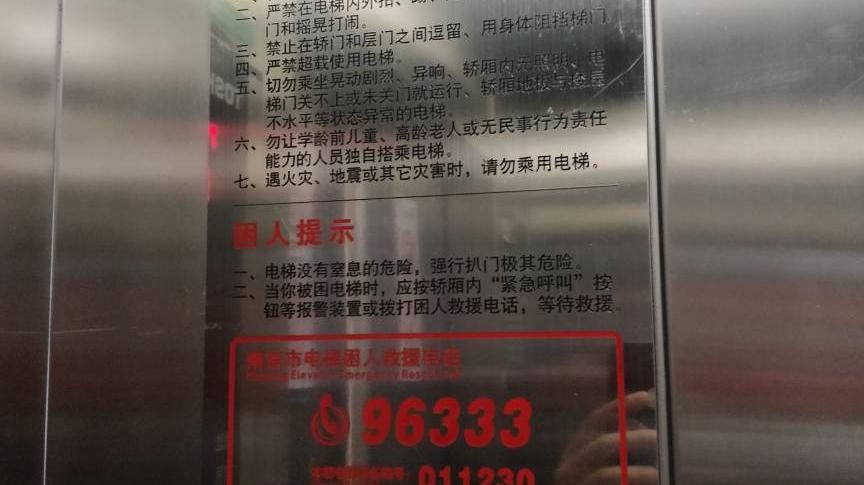 二、严禁在电梯内外拍、
门和摇晃打闹。
三、禁止在轿门和层门之间逗留、用身体阻挡梯门
四、严禁超载使用电梯。
五、切勿乘坐晃动剧烈、异响、轿厢内无照明、电
梯门关不上或未关门就运行、轿厢地板与楼层
不水平等状态异常的电梯。
六、勿让学龄前儿童、高龄老人或无民事行为责任
能力的人员独自搭乘电梯。
七、遇火灾、地震或其它灾害时，请勿乘用电梯。
困人提示
一、电梯没有窒息的危险，强行扒门极其危险。
二、当你被困电梯时，应按轿厢内“紧急呼叫”按
钮等报警装置或拨打困人救援电话，等待救援。
市电梯困人救援电话
Elevator Emergency Rescue
96333
011230